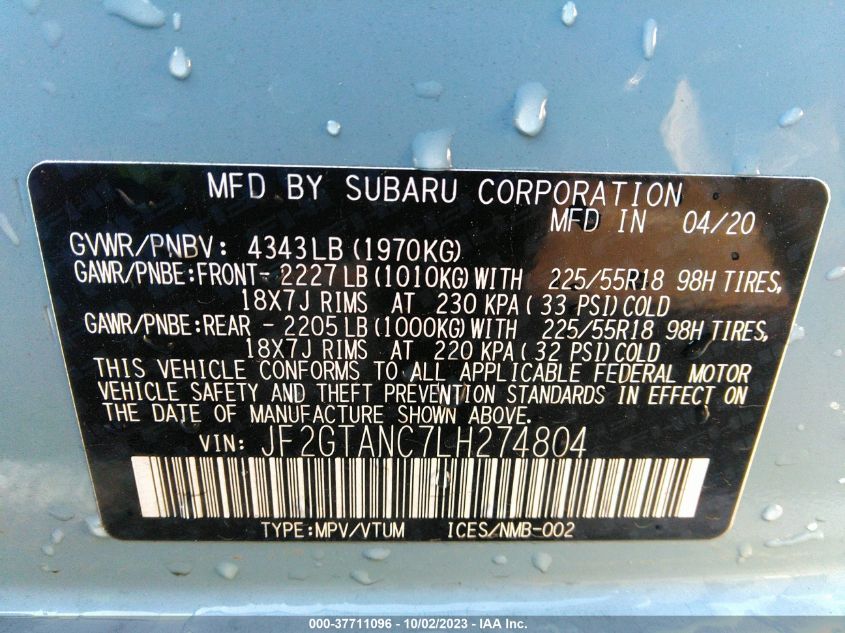 MFD BY SUBARU CORPORATION
MFD IN 04/20
GVWR/PNBV: 4343LB (1970KG)
GAWR/PNBE:FRONT- 2227LB (1010KG) WITH 225/55R18 98H TIRES,
18X7J RIMS AT 230 KPA ( 33 PSI) COLD
GAWR/PNBE:REAR - 2205LB (1000KG) WITH 225/55R18 98H TIRES,
18X7J RIMS AT 220 KPA ( 32 PSI) COLD
THIS VEHICLE CONFORMS TO ALL APPLICABLE FEDERAL MOTOR
VEHICLE SAFETY AND THEFT PREVENTION STANDARDS IN EFFECT ON
THE DATE OF MANUFACTURE SHOWN ABOVE.
VIN: JF2GTANC7LH274804
TYPE:MPV/VTUM ICES/NMB-002
000-37711096 - 10/02/2023 - IAA Inc.